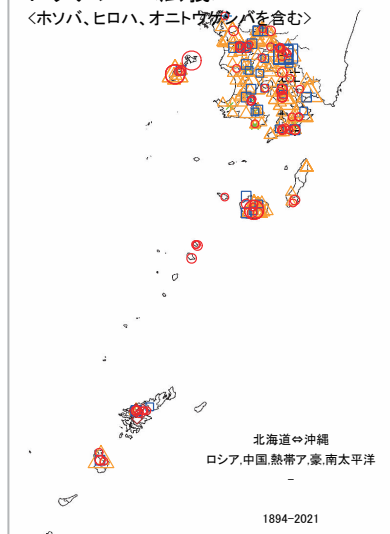 <ホソバ、ヒロハ、オニトウゲシバを含む>
北海道⇔沖縄
ロシア,中国,熱帯ア,豪,南太平洋
–
1894-2021